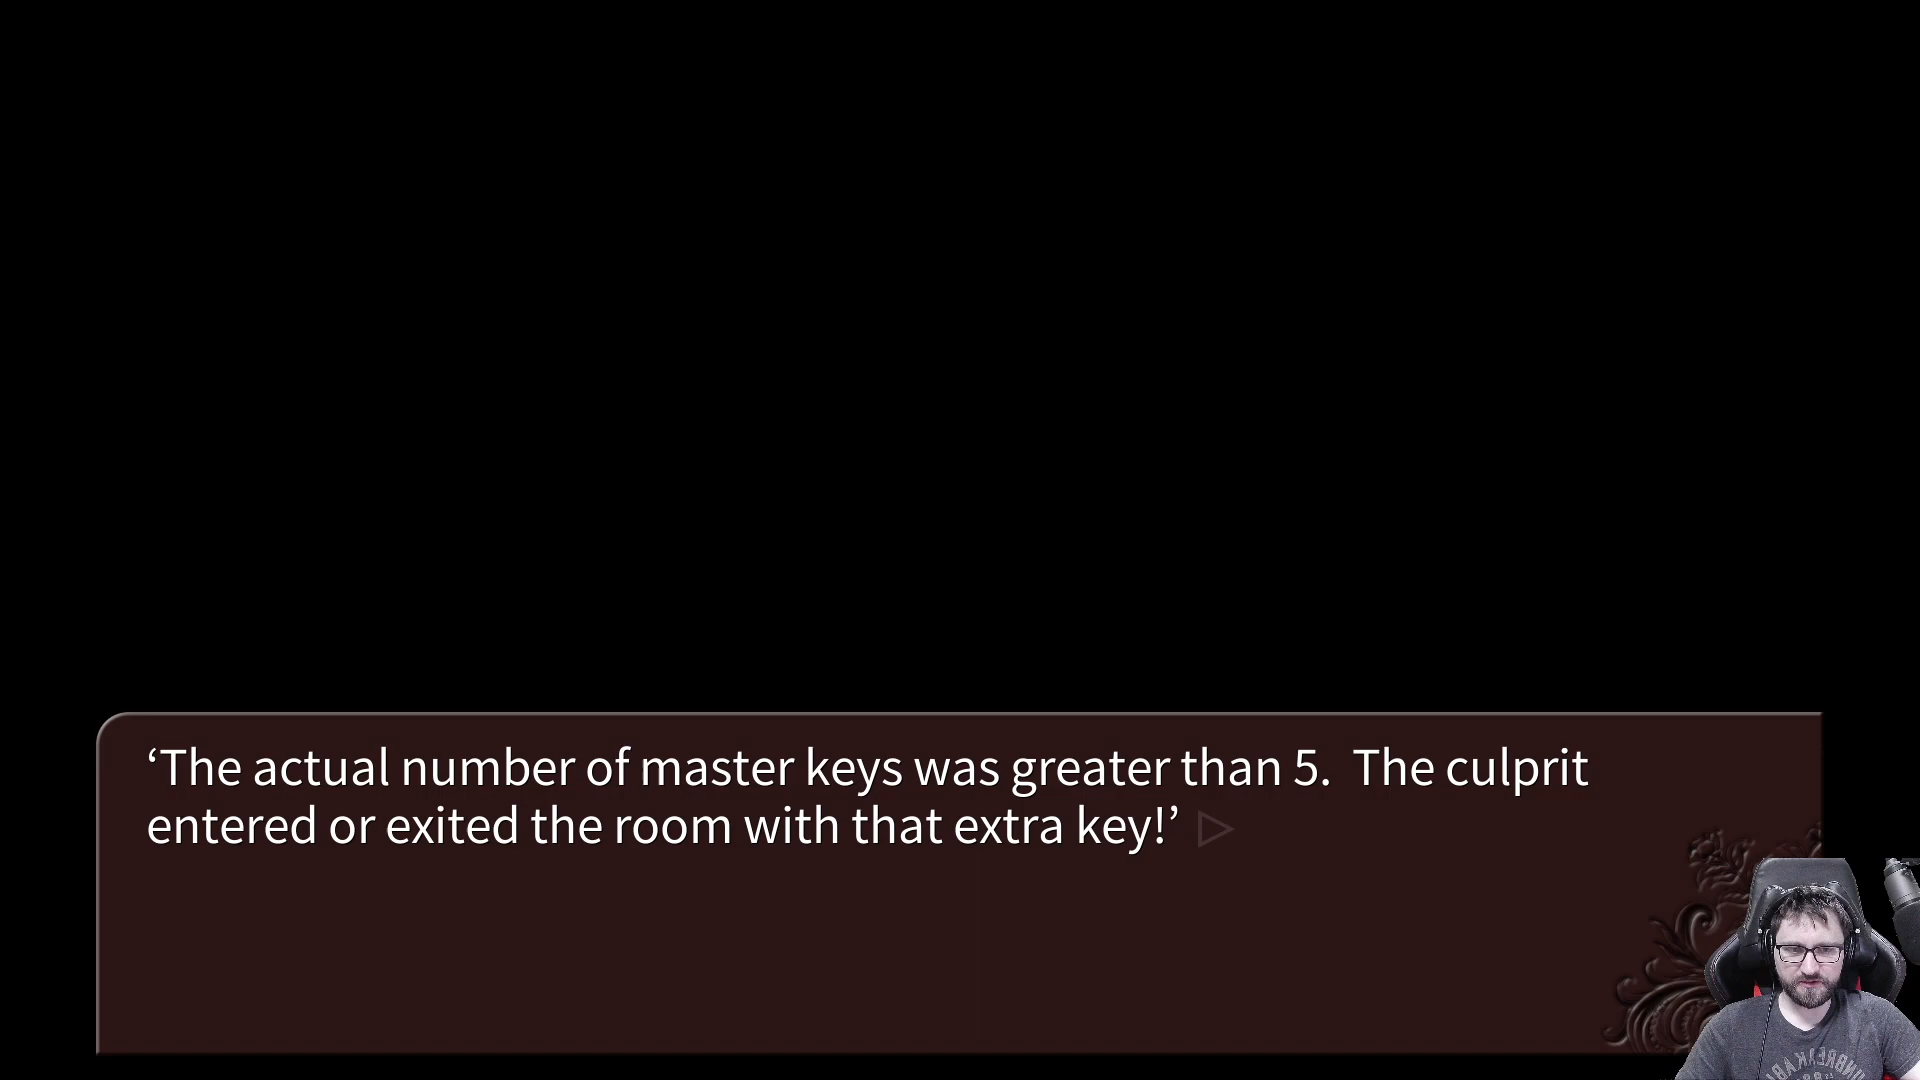 ‘The actual number of master keys was greater than 5.  The culprit
entered or exited the room with that extra key!’